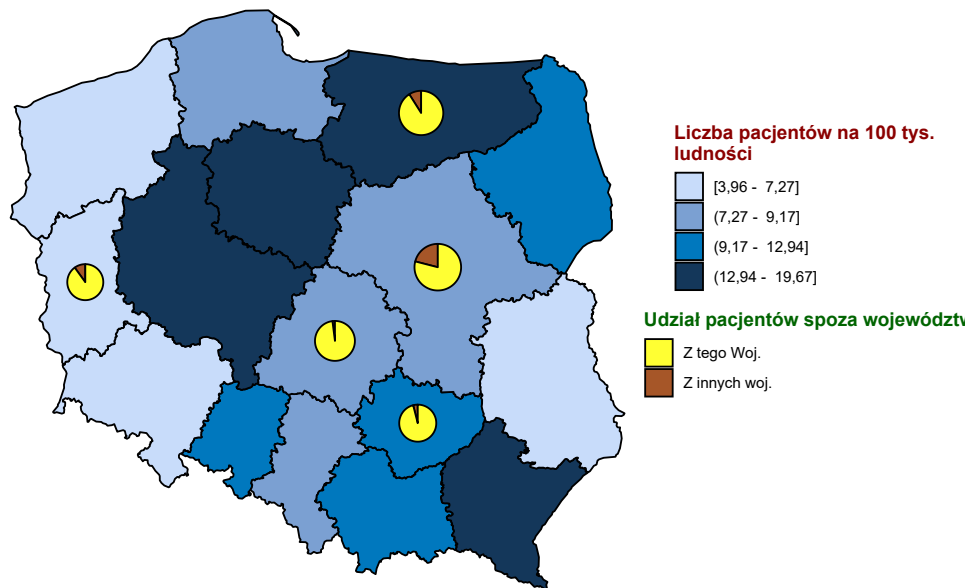 Liczba pacjentów na 100 tys.
ludności
[3,96 - 7,27]
(7,27 - 9,17]
(9,17 - 12,94]
(12,94 - 19,67]
Udział pacjentów spoza województw
Z tego Woj.
Z innych woj.